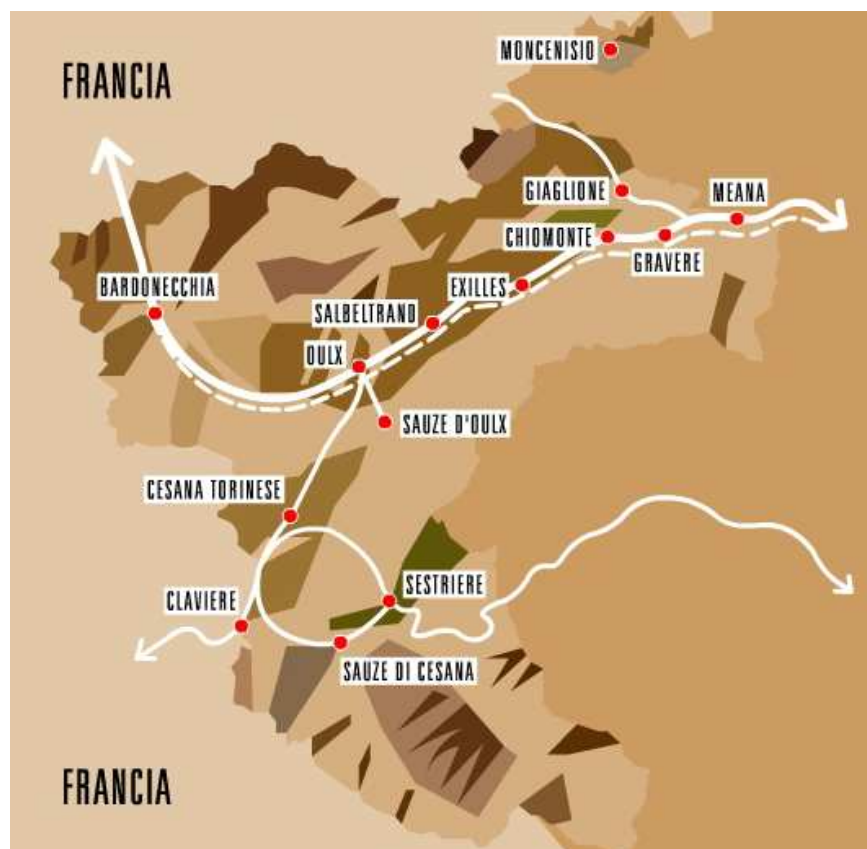 MONCENISIO
FRANCIA
GIAGLIONE
MEANA
CHIOMONTE
GRAVERE
BARDONECCHIA
EXILLES
SALBELTRAND
OULX
SAUZE D'OULX
CESANA TORINESE
SESTRIERE
CLAVIERE
SAUZE DI CESANA
FRANCIA